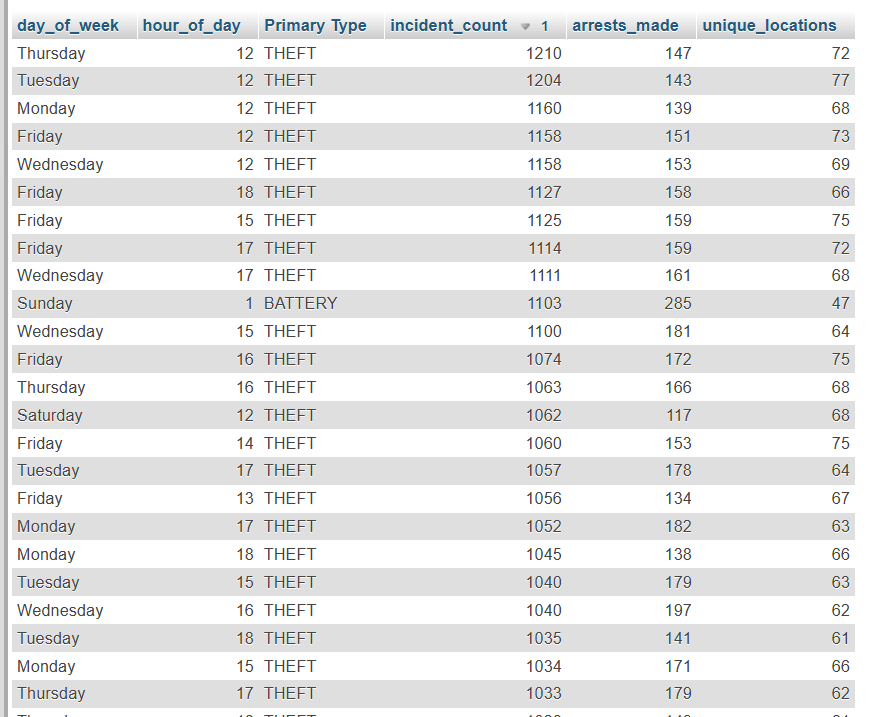 day_of_week hour_of_day Primary Type incident_count 1 arrests_made unique_locations
Thursday 12 THEFT 1210 147 72
Tuesday 12 THEFT 1204 143 77
Monday 12 THEFT 1160 139 68
Friday 12 THEFT 1158 151 73
Wednesday 12 THEFT 1158 153 69
Friday 18 THEFT 1127 158 66
Friday 15 THEFT 1125 159 75
Friday 17 THEFT 1114 159 72
Wednesday 17 THEFT 1111 161 68
Sunday 1 BATTERY 1103 285 47
Wednesday 15 THEFT 1100 181 64
Friday 16 THEFT 1074 172 75
Thursday 16 THEFT 1063 166 68
Saturday 12 THEFT 1062 117 68
Friday 14 THEFT 1060 153 75
Tuesday 17 THEFT 1057 178 64
Friday 13 THEFT 1056 134 67
Monday 17 THEFT 1052 182 63
Monday 18 THEFT 1045 138 66
Tuesday 15 THEFT 1040 179 63
Wednesday 16 THEFT 1040 197 62
Tuesday 18 THEFT 1035 141 61
Monday 15 THEFT 1034 171 66
Thursday 17 THEFT 1033 179 62